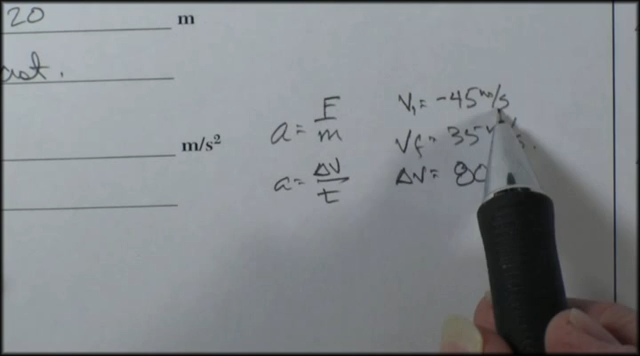 20 m
m/s²
a = F/m
V₁ = -45 m/s
Vf = 35
a = ΔV/t
ΔV = 80